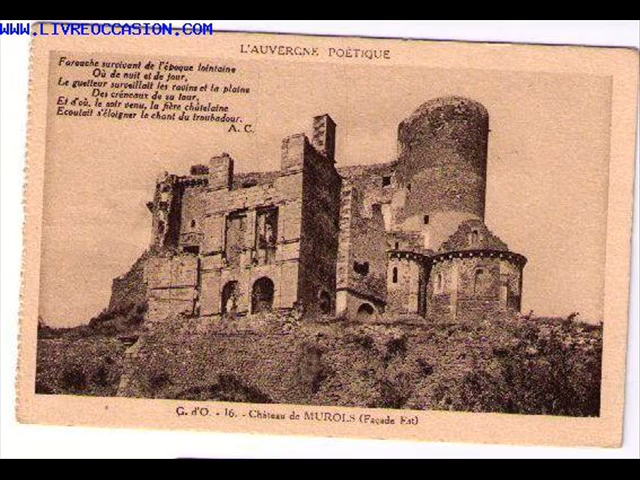 www.LIVREOCCASION.COM
L'AUVERGNE POÉTIQUE
Farouche survivant de l'époque lointaine
Où de nuit et de jour,
Le guetteur surveillait les ravins et la plaine
Des créneaux de sa tour,
Et d'où, le soir venu, la fière châtelaine
Ecoutait s'éloigner le chant du troubadour.
A. C.
G. d'O. - 16. - Château de MUROLS (Façade Est)